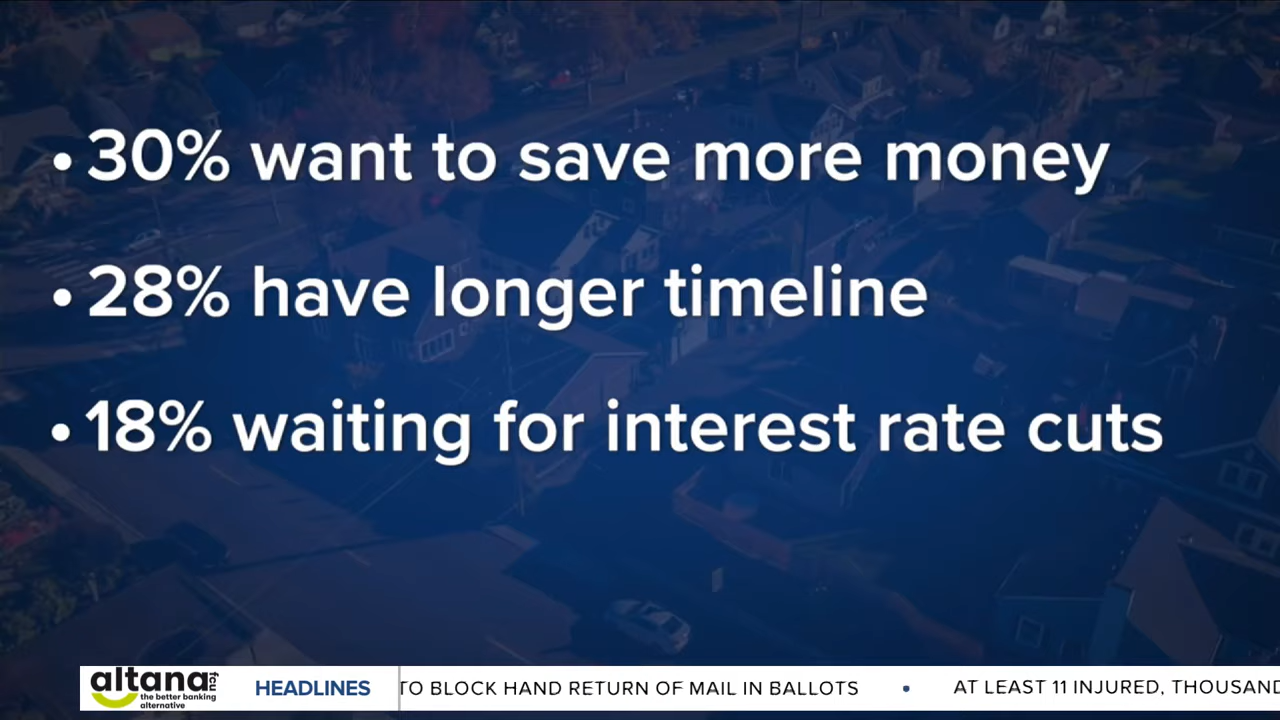 • 30% want to save more money
• 28% have longer timeline
• 18% waiting for interest rate cuts
altana fcu
the better banking
alternative
HEADLINES
TO BLOCK HAND RETURN OF MAIL IN BALLOTS • AT LEAST 11 INJURED, THOUSAND